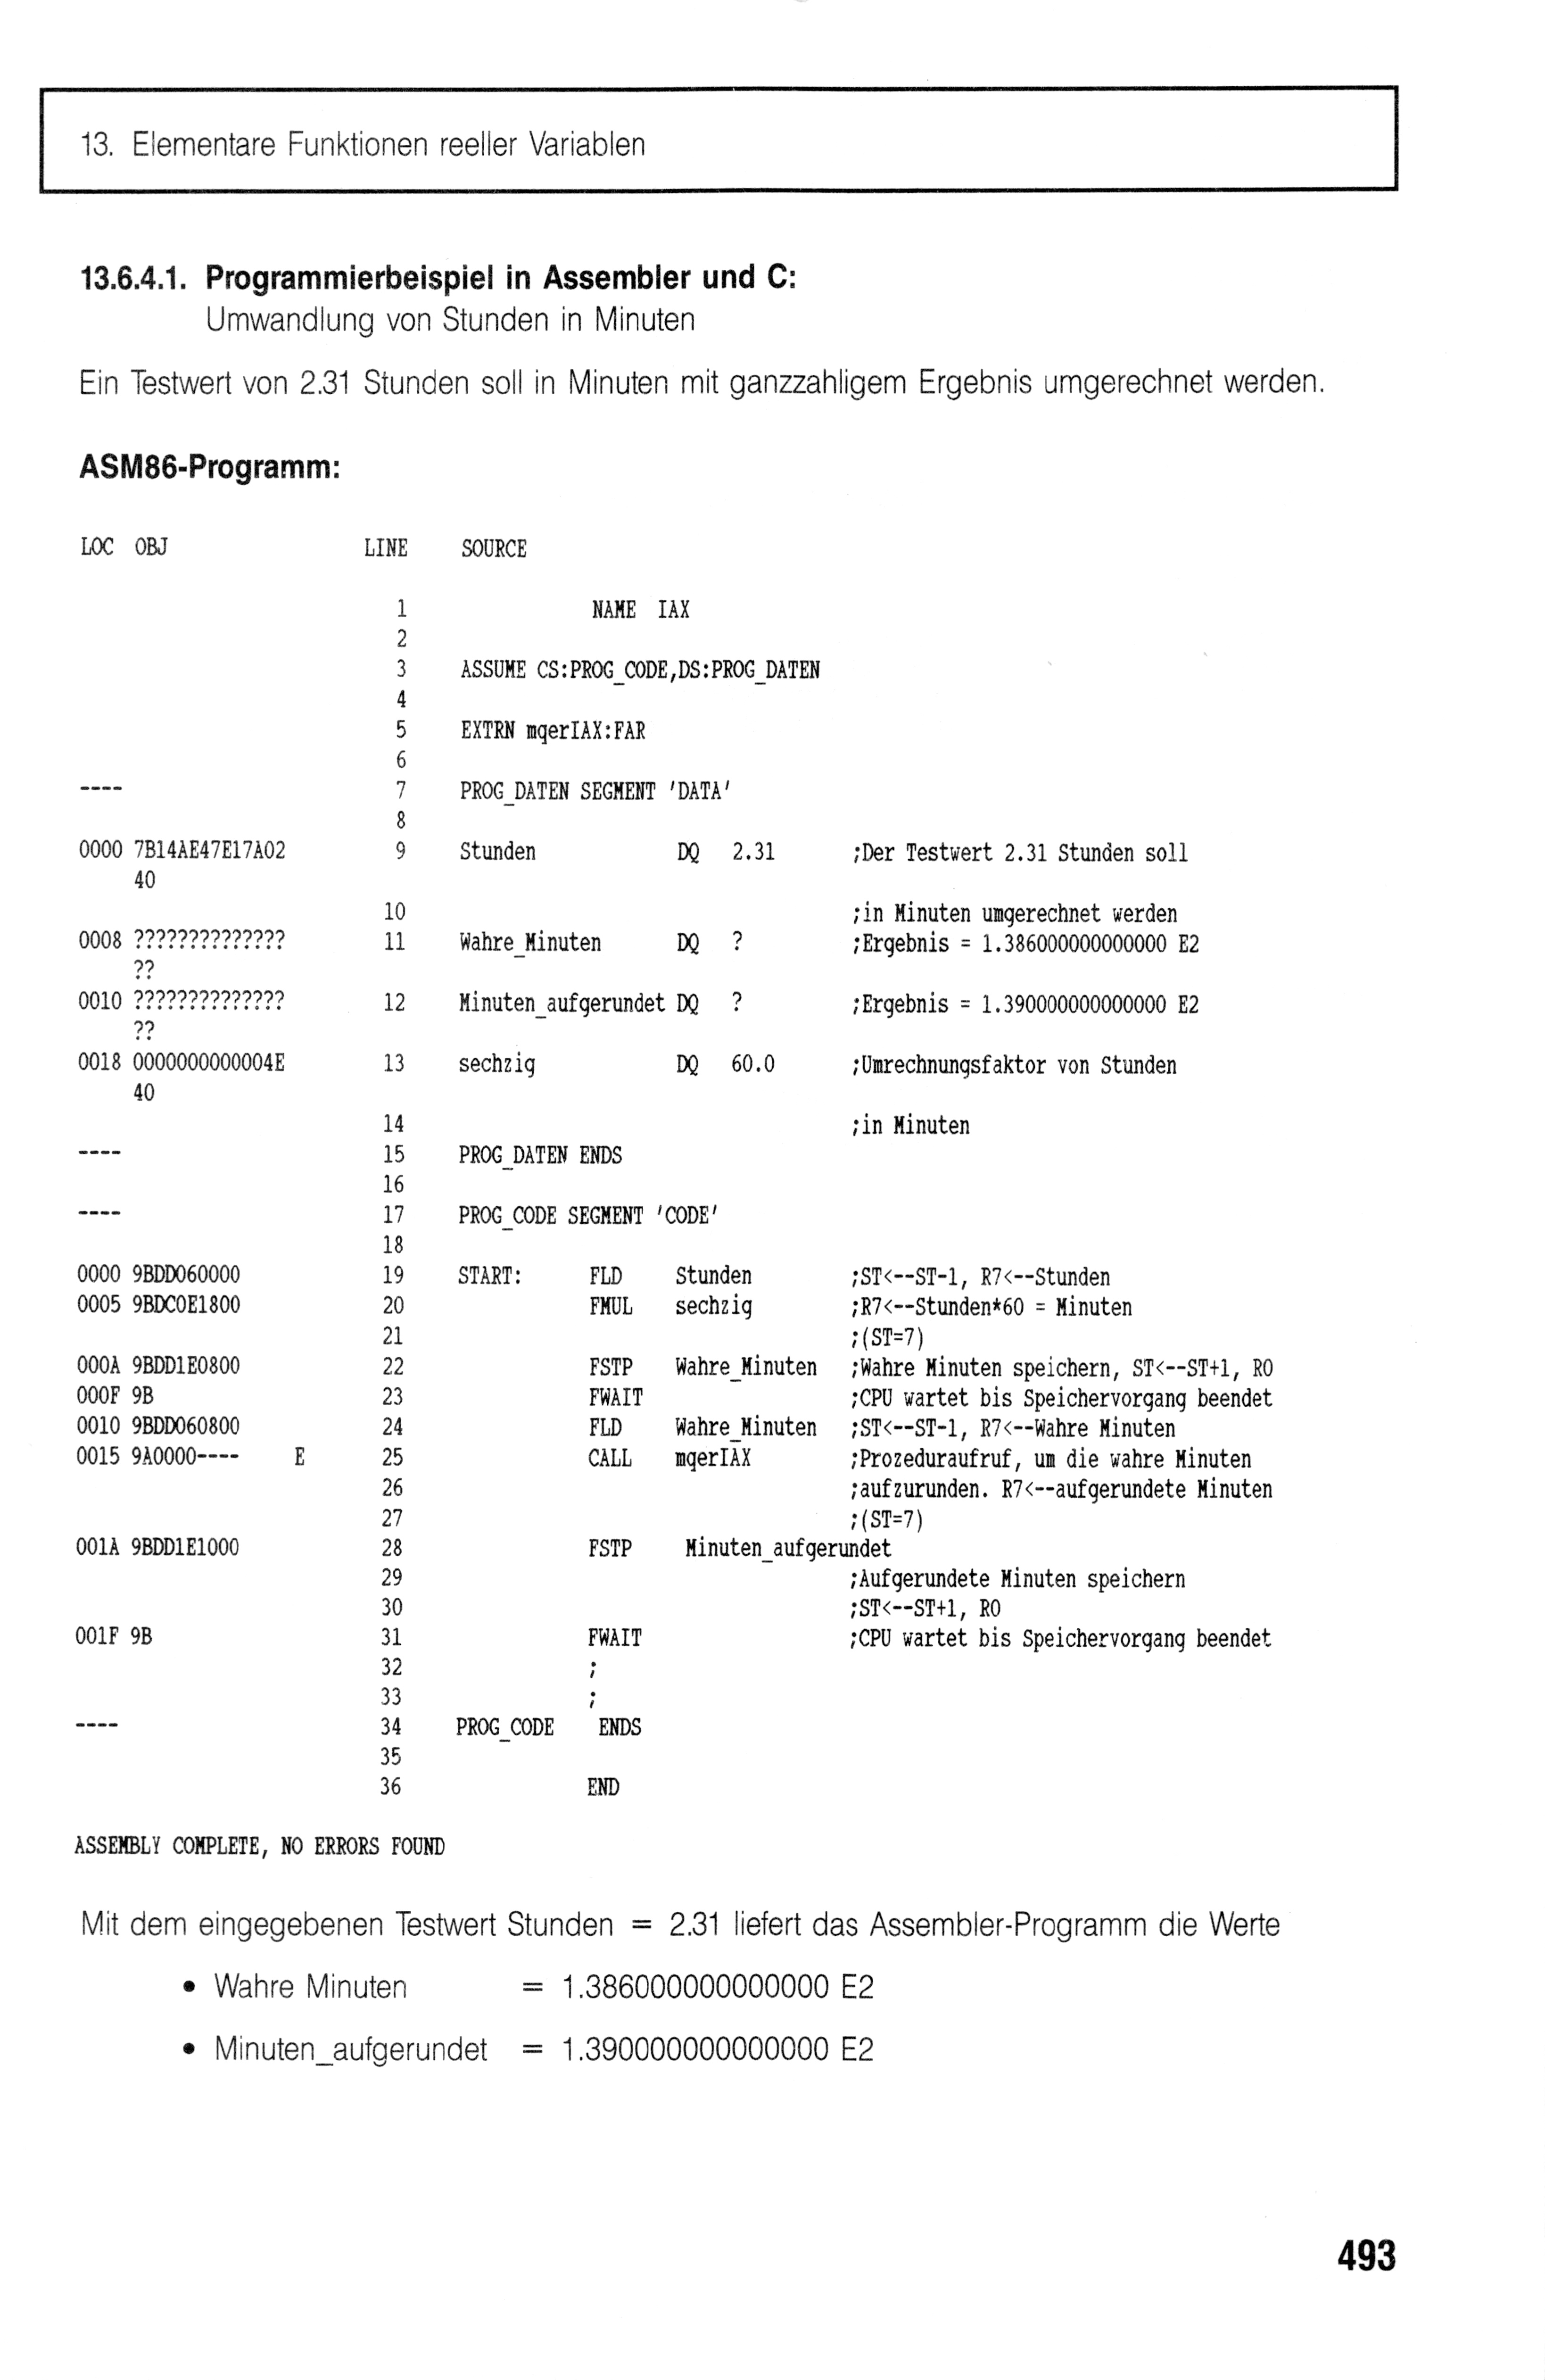 13. Elementare Funktionen reeller Variablen
13.6.4.1. Programmierbeispiel in Assembler und C:
Umwandlung von Stunden in Minuten
Ein Testwert von 2.31 Stunden soll in Minuten mit ganzzahligem Ergebnis umgerechnet werden.
ASM86-Programm:
LOC OBJ LINE SOURCE
1 NAME IAX
2
3 ASSUME CS:PROG_CODE,DS:PROG_DATEN
4
5 EXTRN mqerIAX:FAR
6
---- 7 PROG_DATEN SEGMENT 'DATA'
8
0000 7B14AE47E17A02 9 Stunden DQ 2.31 ;Der Testwert 2.31 Stunden soll
40
10 ;in Minuten umgerechnet werden
0008 ?????????????? 11 Wahre_Minuten DQ ? ;Ergebnis = 1.386000000000000 E2
??
0010 ?????????????? 12 Minuten_aufgerundet DQ ? ;Ergebnis = 1.390000000000000 E2
??
0018 0000000000004E 13 sechzig DQ 60.0 ;Umrechnungsfaktor von Stunden
40
14 ;in Minuten
---- 15 PROG_DATEN ENDS
16
---- 17 PROG_CODE SEGMENT 'CODE'
18
0000 9BDD060000 19 START: FLD Stunden ;ST<--ST-1, R7<--Stunden
0005 9BDC0E1800 20 FMUL sechzig ;R7<--Stunden*60 = Minuten
21 ;(ST=7)
000A 9BDD1E0800 22 FSTP Wahre_Minuten ;Wahre Minuten speichern, ST<--ST+1, R0
000F 9B 23 FWAIT ;CPU wartet bis Speichervorgang beendet
0010 9BDD060800 24 FLD Wahre_Minuten ;ST<--ST-1, R7<--Wahre Minuten
0015 9A0000---- E 25 CALL mqerIAX ;Prozeduraufruf, um die wahre Minuten
26 ;aufzurunden. R7<--aufgerundete Minuten
27 ;(ST=7)
001A 9BDD1E1000 28 FSTP Minuten_aufgerundet
29 ;Aufgerundete Minuten speichern
30 ;ST<--ST+1, R0
001F 9B 31 FWAIT ;CPU wartet bis Speichervorgang beendet
32 ;
33 ;
---- 34 PROG_CODE ENDS
35
36 END
ASSEMBLY COMPLETE, NO ERRORS FOUND
Mit dem eingegebenen Testwert Stunden = 2.31 liefert das Assembler-Programm die Werte
• Wahre Minuten = 1.386000000000000 E2
• Minuten_aufgerundet = 1.390000000000000 E2
493